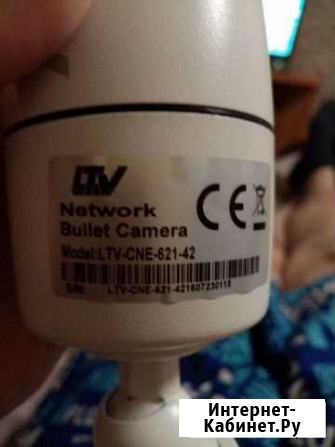 LTV
Network
Bullet Camera
Model:LTV-CNE-621-42
S/N: LTV-CNE-621-421607230115
CE
Интернет-
Кабинет.Ру